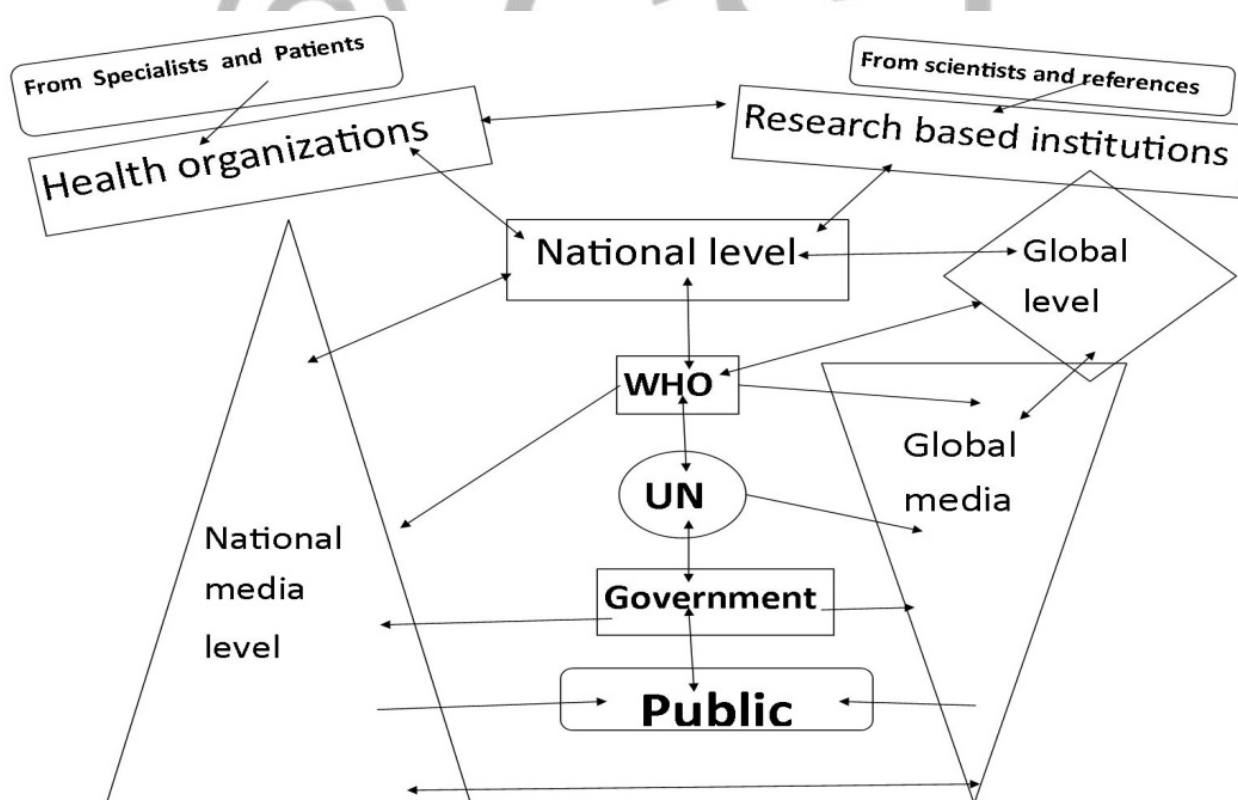 From Specialists and Patients
From scientists and references
Health organizations
Research based institutions
National level
Global
level
WHO
Global
media
UN
National
media
level
Government
Public